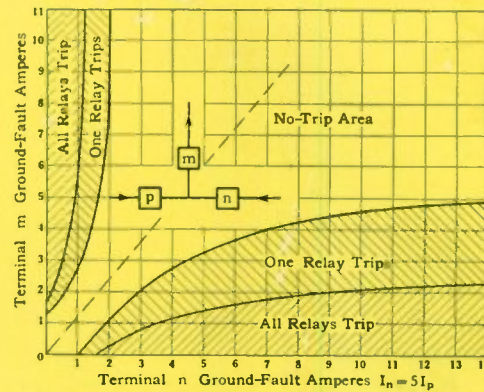 11
10
9
8
7
6
5
4
3
2
1
0
Terminal m Ground-Fault Amperes
All Relays Trip
One Relay Trips
No-Trip Area
m
p
n
One Relay Trip
All Relays Trip
1 2 3 4 5 6 7 8 9 10 11 12 13 14
Terminal n Ground-Fault Amperes Iₙ=5Iₚ